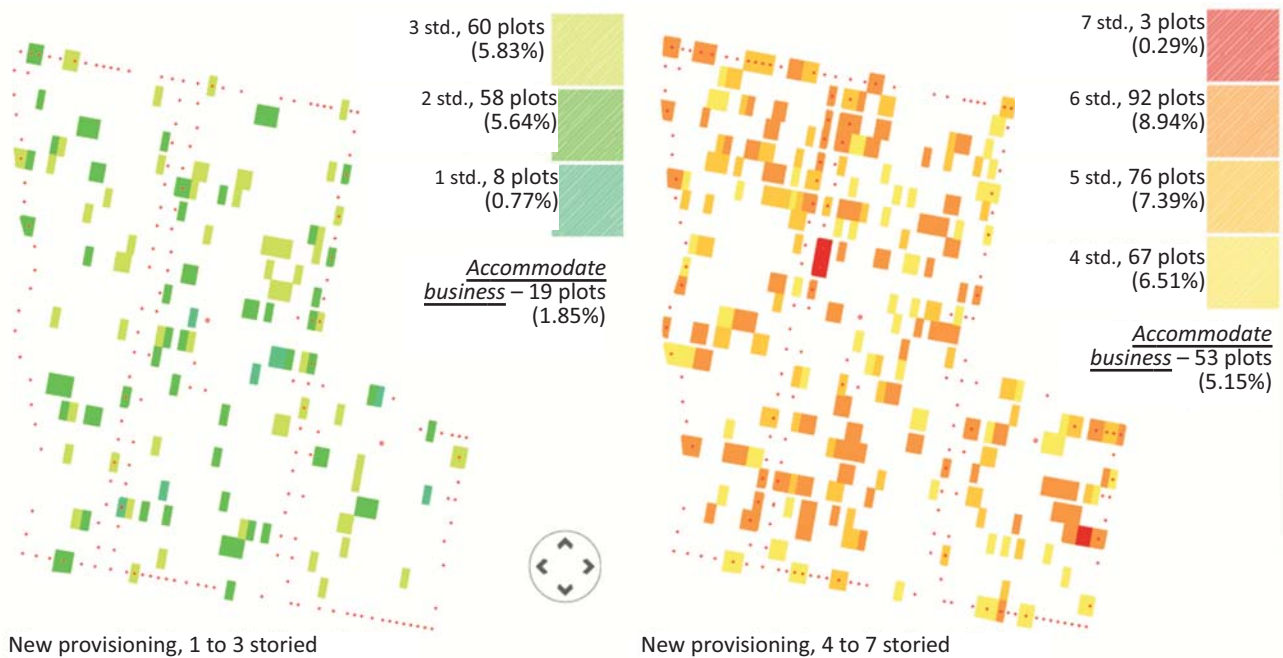 3 std., 60 plots
(5.83%)
2 std., 58 plots
(5.64%)
1 std., 8 plots
(0.77%)
Accommodate
business – 19 plots
(1.85%)
New provisioning, 1 to 3 storied
7 std., 3 plots
(0.29%)
6 std., 92 plots
(8.94%)
5 std., 76 plots
(7.39%)
4 std., 67 plots
(6.51%)
Accommodate
business – 53 plots
(5.15%)
New provisioning, 4 to 7 storied